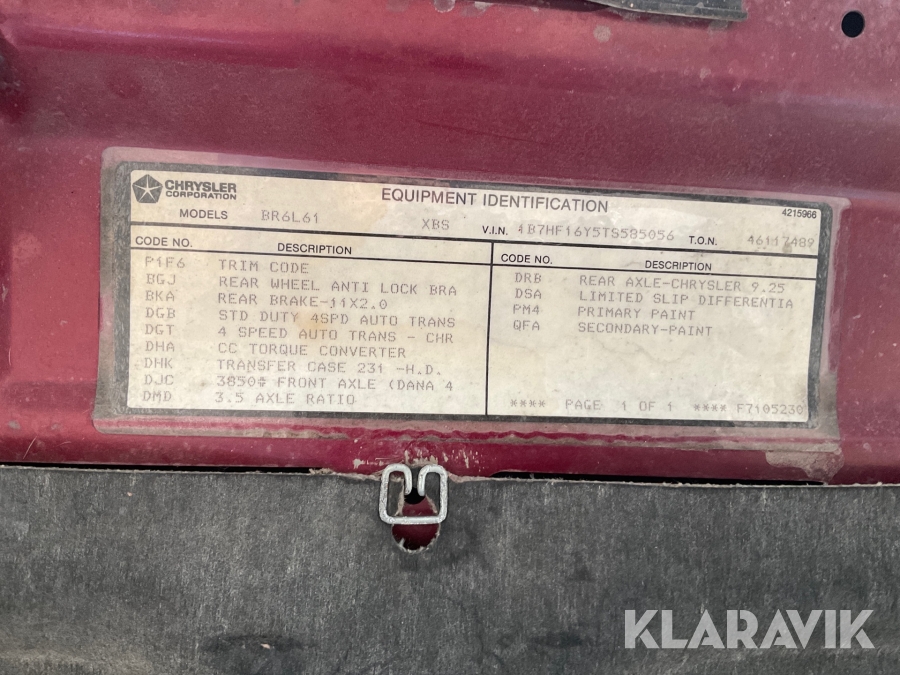 CHRYSLER
CORPORATION
EQUIPMENT IDENTIFICATION
4215966
MODELS BR6L61 XBS V.I.N. 1B7HF16Y5TS585056 T.O.N. 46117489
CODE NO. DESCRIPTION
P1F6 TRIM CODE
BGJ REAR WHEEL ANTI LOCK BRA
BKA REAR BRAKE-11X2.0
DGB STD DUTY 4SPD AUTO TRANS
DGT 4 SPEED AUTO TRANS - CHR
DHA CC TORQUE CONVERTER
DHK TRANSFER CASE 231 -H.D.
DJC 3850# FRONT AXLE (DANA 4
DMD 3.5 AXLE RATIO
CODE NO. DESCRIPTION
DRB REAR AXLE-CHRYSLER 9.25
DSA LIMITED SLIP DIFFERENTIA
PM4 PRIMARY PAINT
QFA SECONDARY-PAINT
**** PAGE 1 OF 1 **** F7105230
KLARAVIK